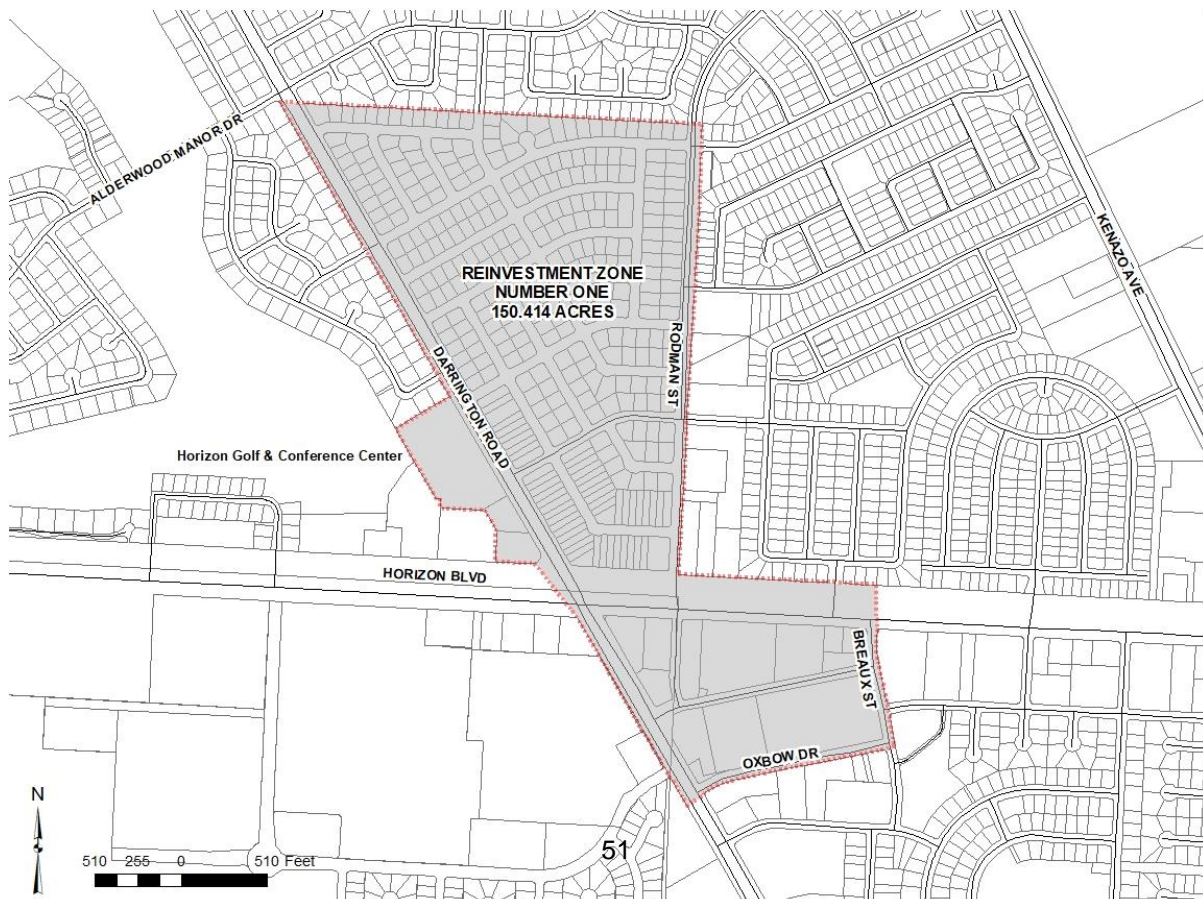 ALDERWOOD MANOR DR
KENAZO AVE
REINVESTMENT ZONE
NUMBER ONE
150.414 ACRES
RODMAN ST
DARRINGTON ROAD
Horizon Golf & Conference Center
HORIZON BLVD
BREAUX ST
OXBOW DR
N
51
510 255 0 510 Feet